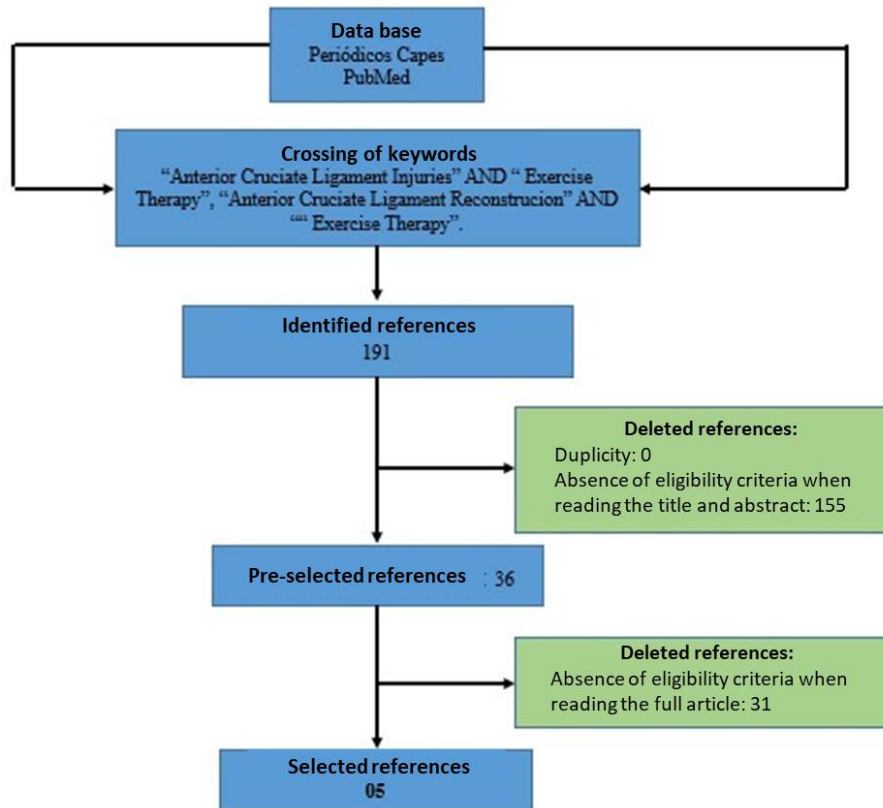 Data base
Periódicos Capes
PubMed
Crossing of keywords
“Anterior Cruciate Ligament Injuries” AND “ Exercise
Therapy”, “Anterior Cruciate Ligament Reconstrucion” AND
““ Exercise Therapy”.
Identified references
191
Deleted references:
Duplicity: 0
Absence of eligibility criteria when
reading the title and abstract: 155
Pre-selected references : 36
Deleted references:
Absence of eligibility criteria when
reading the full article: 31
Selected references
05